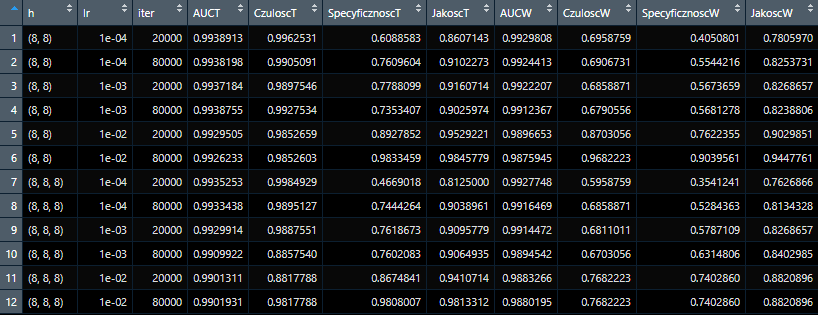 h lr iter AUCT CzuloscT SpecyficznoscT JakoscT AUCW CzuloscW SpecyficznoscW JakoscW
1 (8, 8) 1e-04 20000 0.9938913 0.9962531 0.6088583 0.8607143 0.9929808 0.6958759 0.4050801 0.7805970
2 (8, 8) 1e-04 80000 0.9938198 0.9905091 0.7609604 0.9102273 0.9924413 0.6906731 0.5544216 0.8253731
3 (8, 8) 1e-03 20000 0.9937184 0.9897546 0.7788099 0.9160714 0.9922207 0.6858871 0.5673659 0.8268657
4 (8, 8) 1e-03 80000 0.9938755 0.9927534 0.7353407 0.9025974 0.9912367 0.6790556 0.5681278 0.8238806
5 (8, 8) 1e-02 20000 0.9929505 0.9852659 0.8927852 0.9529221 0.9896653 0.8703056 0.7622355 0.9029851
6 (8, 8) 1e-02 80000 0.9926233 0.9852603 0.9833459 0.9845779 0.9875945 0.9682223 0.9039561 0.9447761
7 (8, 8, 8) 1e-04 20000 0.9935253 0.9984929 0.4669018 0.8125000 0.9927748 0.5958759 0.3541241 0.7626866
8 (8, 8, 8) 1e-04 80000 0.9933438 0.9895127 0.7444264 0.9038961 0.9916469 0.6858871 0.5284363 0.8134328
9 (8, 8, 8) 1e-03 20000 0.9929914 0.9887551 0.7618673 0.9095779 0.9914472 0.6811011 0.5787109 0.8268657
10 (8, 8, 8) 1e-03 80000 0.9909922 0.8857540 0.7602083 0.9064935 0.9894542 0.6703056 0.6314806 0.8402985
11 (8, 8, 8) 1e-02 20000 0.9901311 0.9817788 0.8674841 0.9410714 0.9883266 0.7682223 0.7402860 0.8820896
12 (8, 8, 8) 1e-02 80000 0.9901931 0.9817788 0.9808007 0.9813312 0.9880195 0.7682223 0.7402860 0.8820896